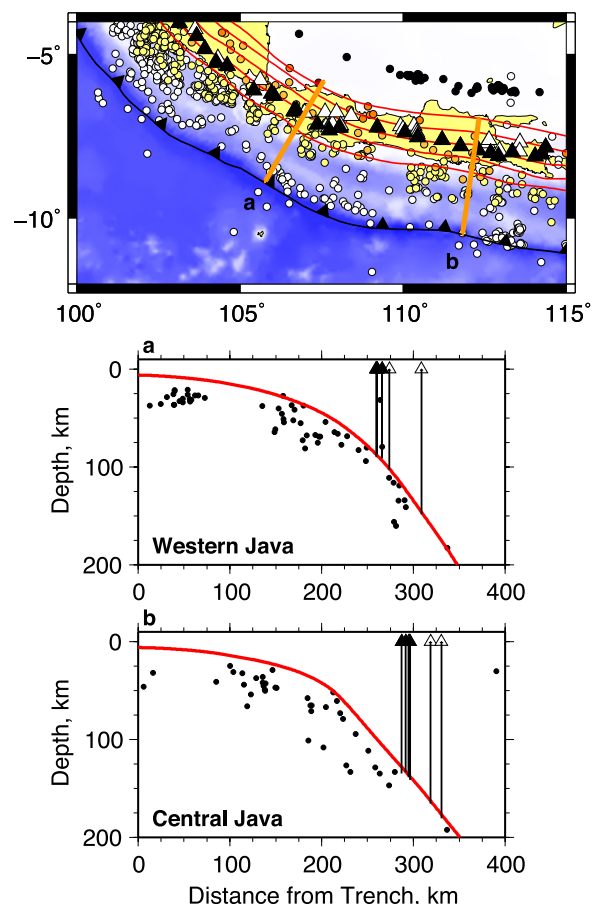 −5˚
−10˚
a
b
100˚ 105˚ 110˚ 115˚
a
0
100
200
Depth, km
Western Java
0 100 200 300 400
b
0
100
200
Depth, km
Central Java
0 100 200 300 400
Distance from Trench, km